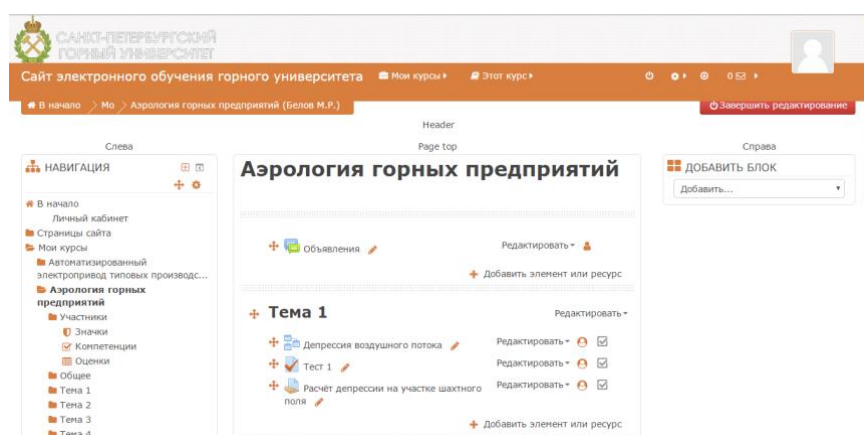 САНКТ-ПЕТЕРБУРГСКИЙ
ГОРНЫЙ УНИВЕРСИТЕТ
Сайт электронного обучения горного университета
Мои курсы
Этот курс
0
В начало
Мо
Аэрология горных предприятий (Белов М.Р.)
Завершить редактирование
Header
Слева
Page top
Справа
НАВИГАЦИЯ
В начало
Личный кабинет
Страницы сайта
Мои курсы
Автоматизированный
электропривод типовых производс...
Аэрология горных
предприятий
Участники
Значки
Компетенции
Оценки
Общее
Тема 1
Тема 2
Тема 3
Тема 4
Аэрология горных предприятий
Объявления
Редактировать
Добавить элемент или ресурс
Тема 1
Редактировать
Депрессия воздушного потока
Редактировать
Тест 1
Редактировать
Расчёт депрессии на участке шахтного
поля
Редактировать
Добавить элемент или ресурс
ДОБАВИТЬ БЛОК
Добавить...